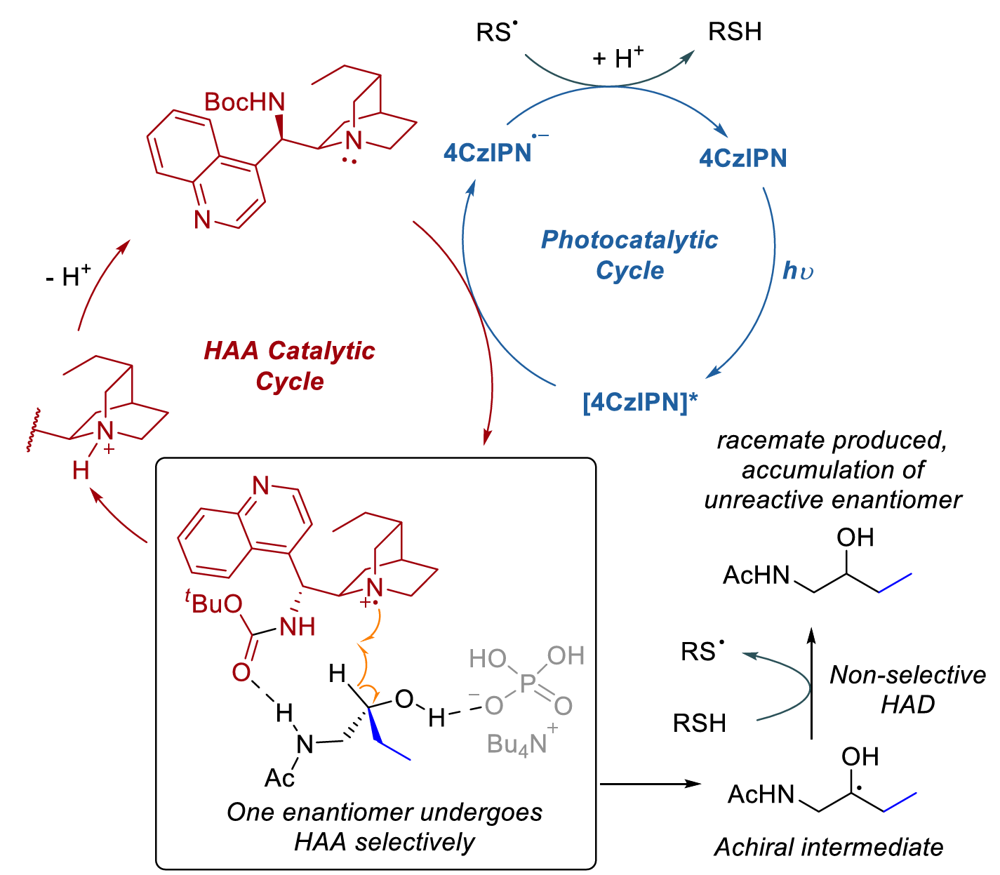 RS•
+ H+
RSH
BocHN
N
N
4CzIPN•−
4CzIPN
Photocatalytic
Cycle
hυ
- H+
HAA Catalytic
Cycle
[4CzIPN]*
N
+
H
racemate produced,
accumulation of
unreactive enantiomer
OH
AcHN
N
N
+•
tBuO
NH
O
H
O
H
HO
OH
P
−
O
O
Bu4N+
H
N
Ac
One enantiomer undergoes
HAA selectively
RS•
RSH
Non-selective
HAD
OH
•
AcHN
Achiral intermediate